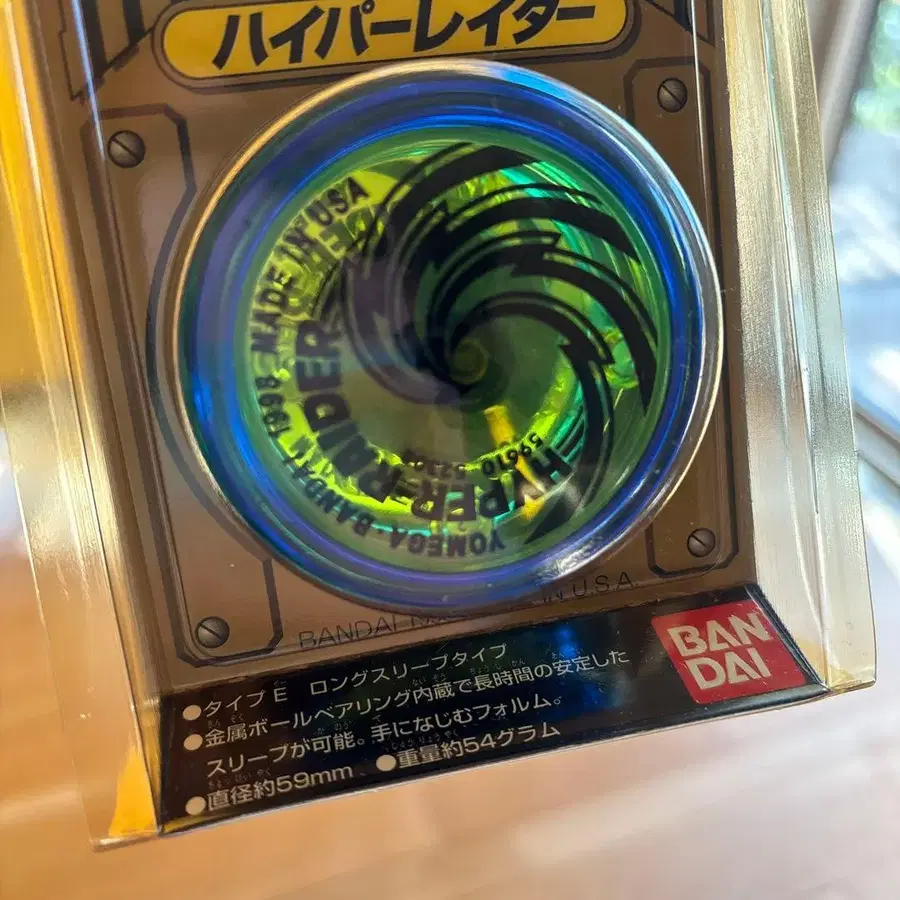 ハイパーレイダー
1998 MADE IN USA
HYPER-RAIDER
YOMEGA-BANDAI
59610
BANDAI
IN U.S.A.
●タイプE ロングスリープタイプ
●金属ボールベアリング内蔵で長時間の安定した
スリープが可能。手になじむフォルム。
●直径約59mm ●重量約54グラム
BAN
DAI